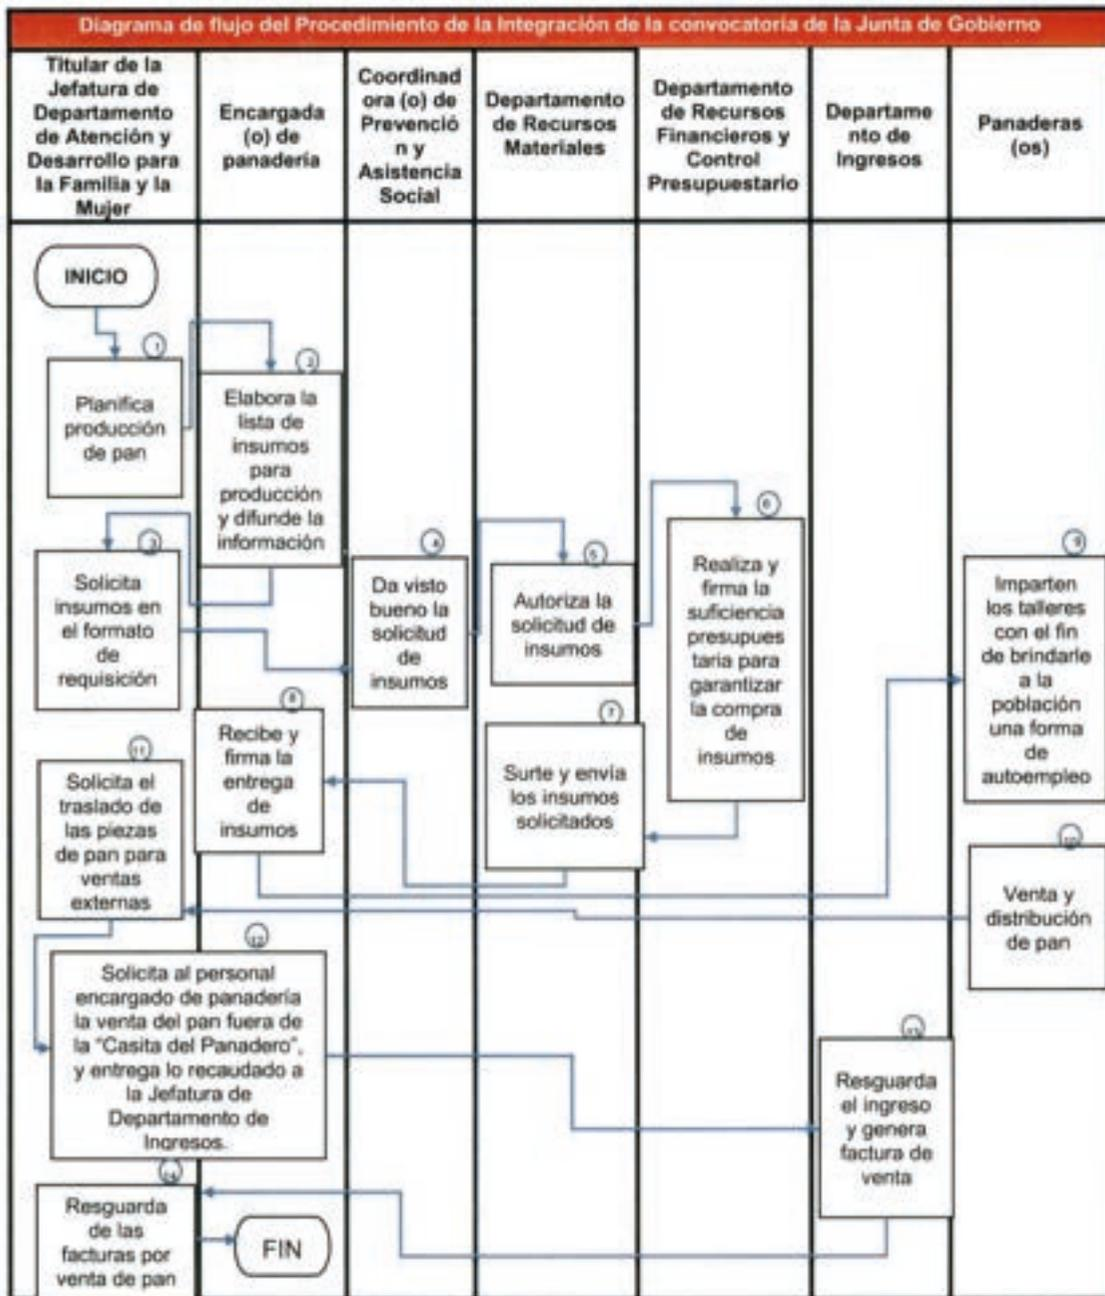 Diagrama de flujo del Procedimiento de la Integración de la convocatoria de la Junta de Gobierno
Titular de la
Jefatura de
Departamento
de Atención y
Desarrollo para
la Familia y la
Mujer
Encargada
(o) de
panadería
Coordinad
ora (o) de
Prevenció
n y
Asistencia
Social
Departamento
de Recursos
Materiales
Departamento
de Recursos
Financieros y
Control
Presupuestario
Departame
nto de
Ingresos
Panaderas
(os)
INICIO
1
Planifica
producción
de pan
2
Elabora la
lista de
insumos
para
producción
y difunde la
información
3
Solicita
insumos en
el formato
de
requisición
4
Da visto
bueno la
solicitud
de
insumos
5
Autoriza la
solicitud de
insumos
6
Realiza y
firma la
suficiencia
presupues
taria para
garantizar
la compra
de
insumos
7
Surte y envía
los insumos
solicitados
8
Recibe y
firma la
entrega
de
insumos
9
Imparten
los talleres
con el fin
de brindarle
a la
población
una forma
de
autoempleo
10
Venta y
distribución
de pan
11
Solicita el
traslado de
las piezas
de pan para
ventas
externas
12
Solicita al personal
encargado de panadería
la venta del pan fuera de
la "Casita del Panadero",
y entrega lo recaudado a
la Jefatura de
Departamento de
Ingresos.
13
Resguarda
el ingreso
y genera
factura de
venta
14
Resguarda
de las
facturas por
venta de pan
FIN